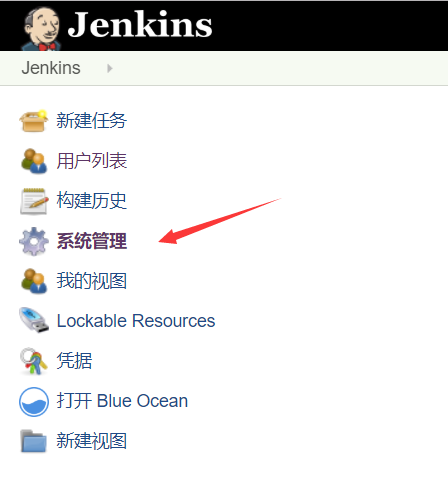 Jenkins
Jenkins
新建任务
用户列表
构建历史
系统管理
我的视图
Lockable Resources
凭据
打开 Blue Ocean
新建视图